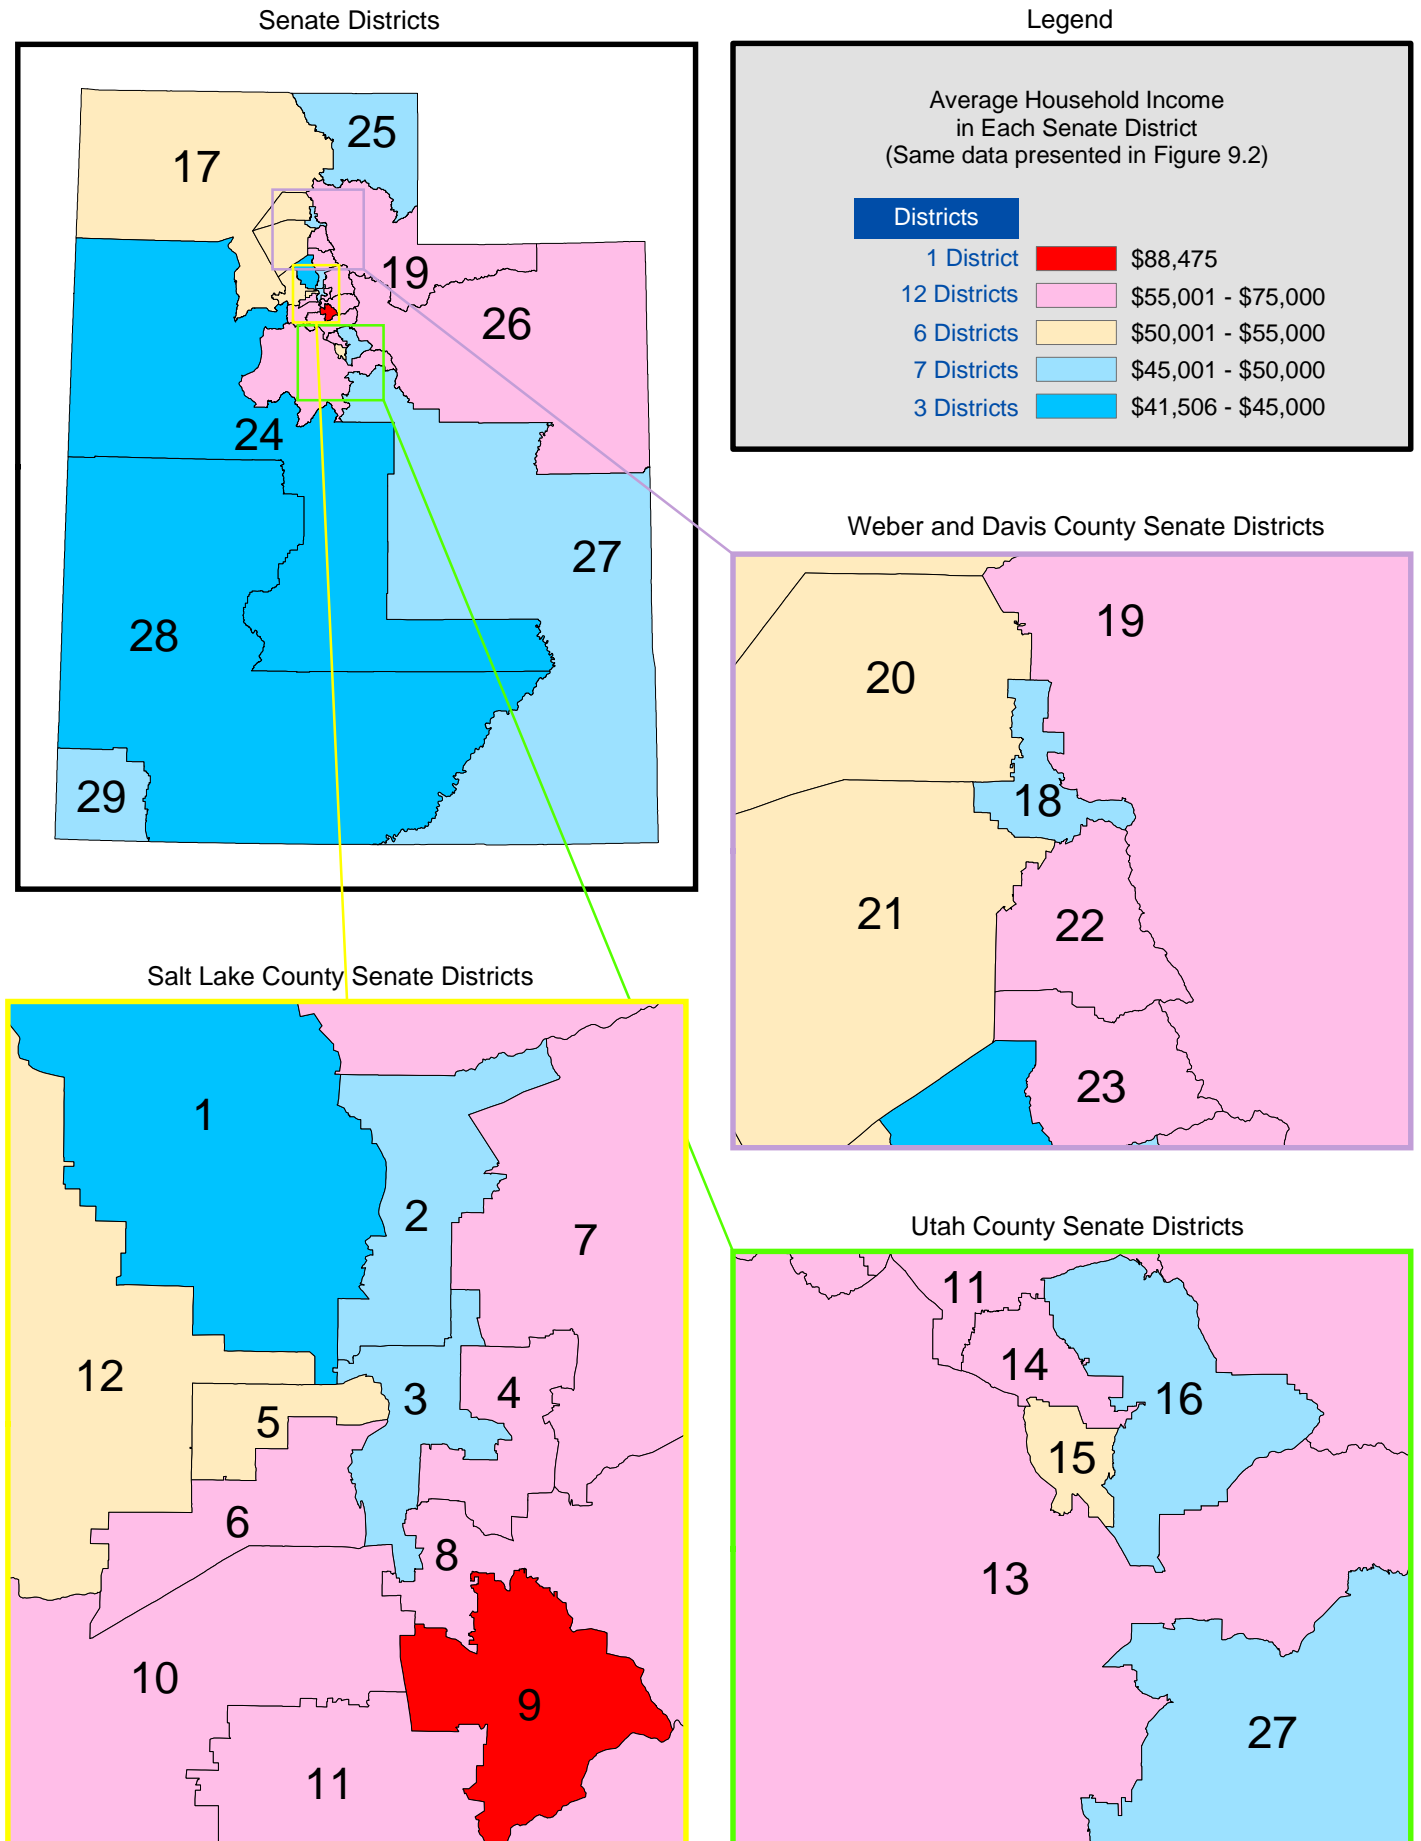 Senate Districts
17
25
19
26
24
27
28
29
Legend
Average Household Income
in Each Senate District
(Same data presented in Figure 9.2)
Districts
1 District $88,475
12 Districts $55,001 - $75,000
6 Districts $50,001 - $55,000
7 Districts $45,001 - $50,000
3 Districts $41,506 - $45,000
Weber and Davis County Senate Districts
19
20
18
21
22
23
Salt Lake County Senate Districts
1
2
7
12
3
4
5
6
8
10
9
11
Utah County Senate Districts
11
14
16
15
13
27